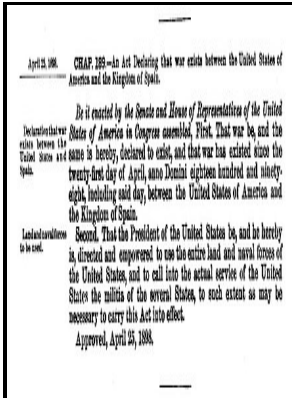 April 25, 1898.
CHAP. 189.—An Act Declaring that war exists between the United States of
America and the Kingdom of Spain.
Declaration that war
exists between the
United States and
Spain.
Be it enacted by the Senate and House of Representatives of the United
States of America in Congress assembled, First. That war be, and the
same is hereby, declared to exist, and that war has existed since the
twenty-first day of April, anno Domini eighteen hundred and ninety-
eight, including said day, between the United States of America and
the Kingdom of Spain.
Land and naval forces
to be used.
Second. That the President of the United States be, and he hereby
is, directed and empowered to use the entire land and naval forces of
the United States, and to call into the actual service of the United
States the militia of the several States, to such extent as may be
necessary to carry this Act into effect.
Approved, April 25, 1898.